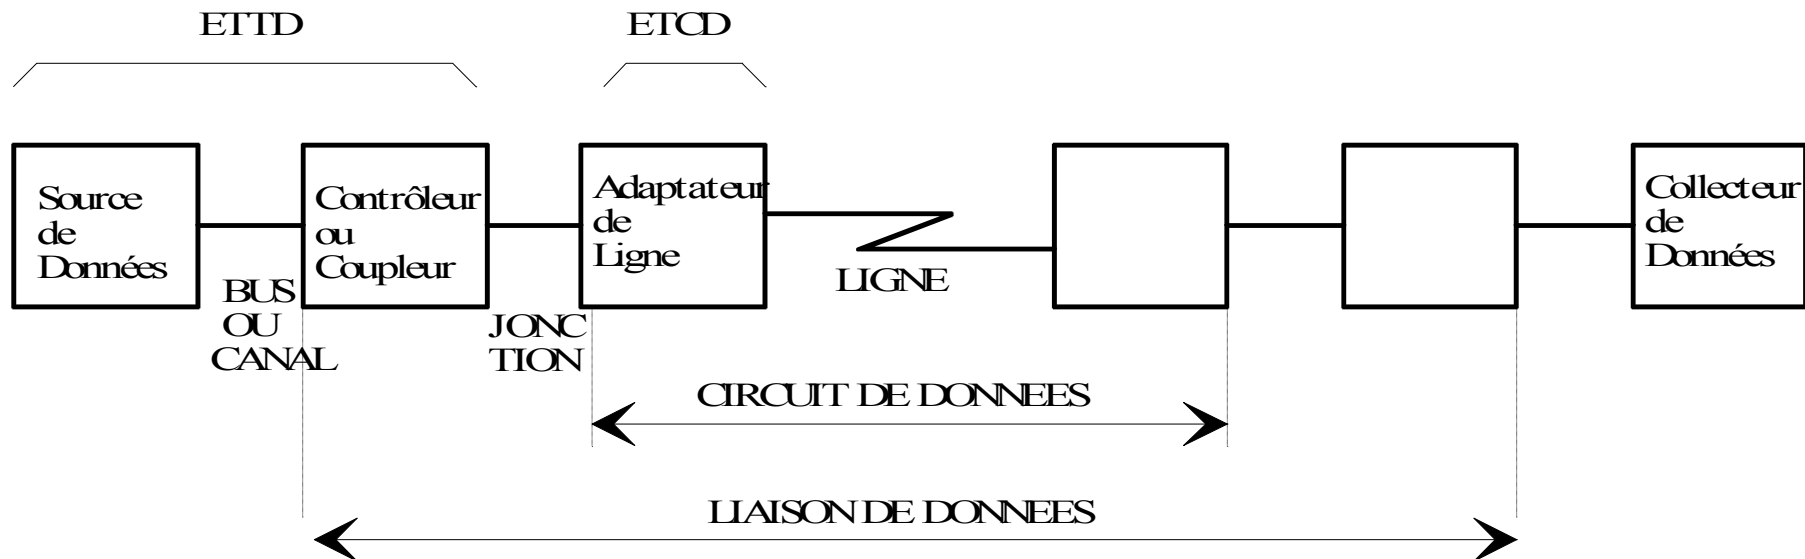 ETTD
ETCD
Source
de
Données
Contrôleur
ou
Coupleur
Adaptateur
de
Ligne
Collecteur
de
Données
BUS
OU
CANAL
JONC
TION
LIGNE
CIRCUIT DE DONNEES
LIAISON DE DONNEES